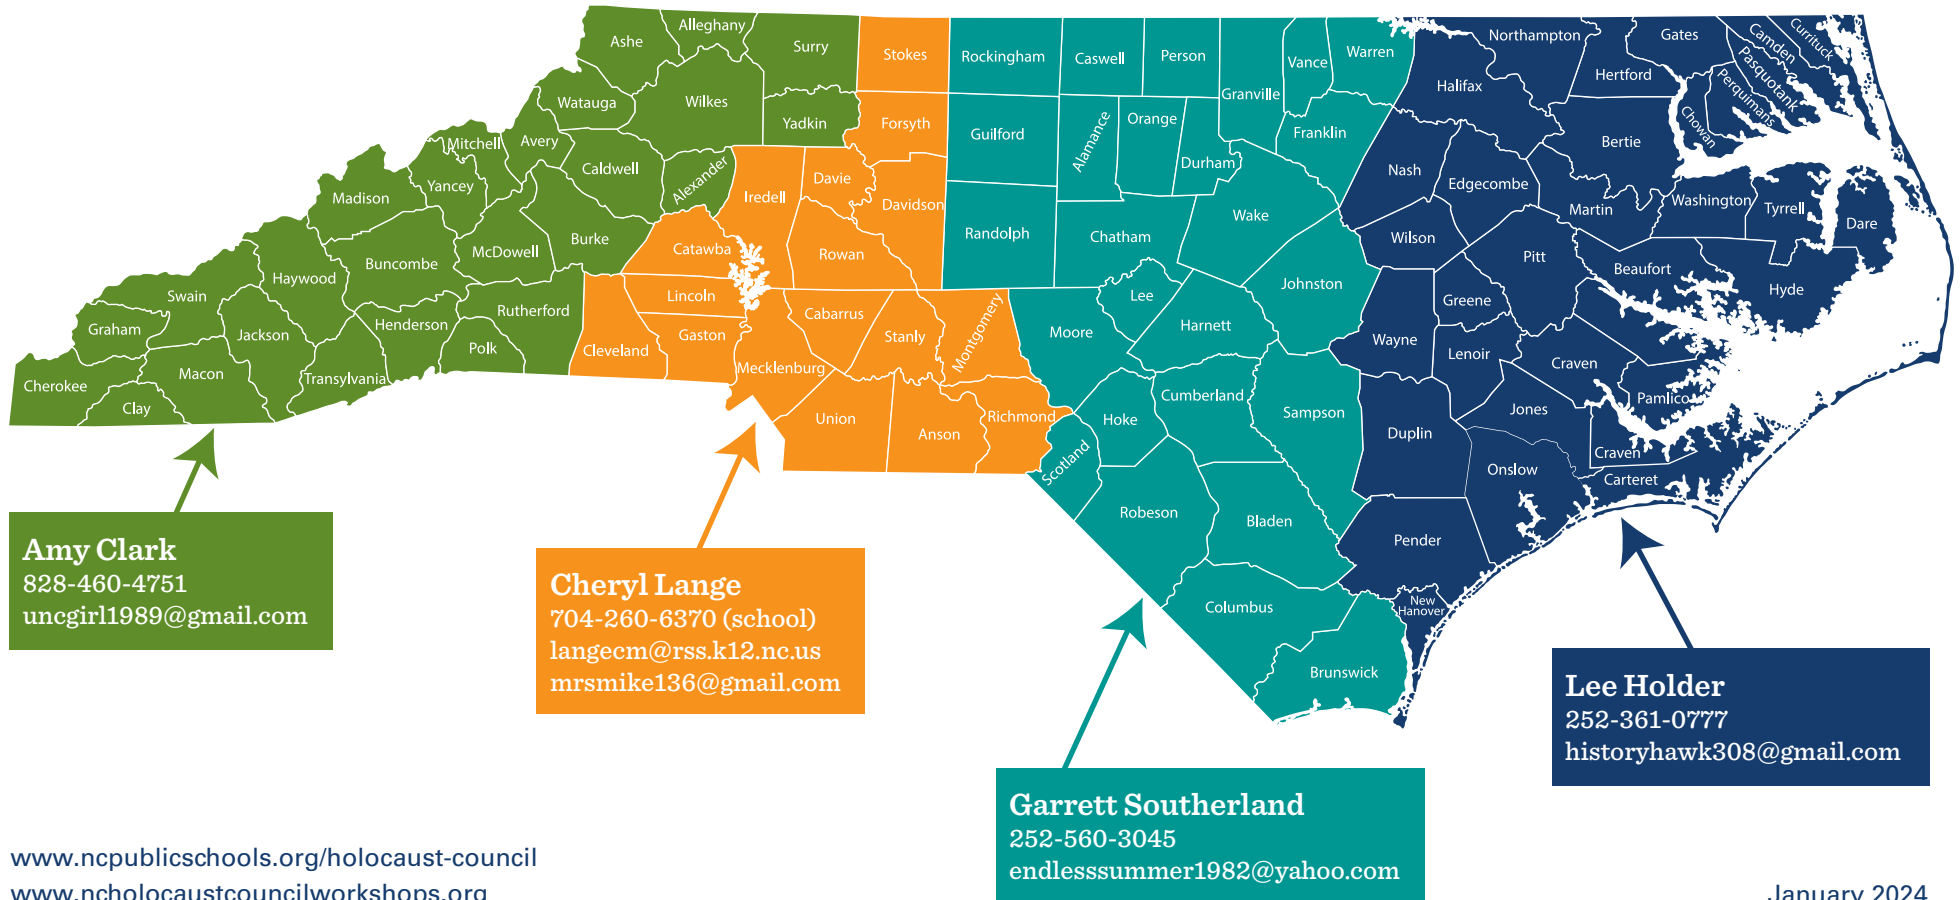 Ashe
Alleghany
Surry
Stokes
Rockingham
Caswell
Person
Granville
Vance
Warren
Northampton
Gates
Camden
Currituck
Pasquotank
Perquimans
Chowan
Hertford
Halifax
Watauga
Wilkes
Yadkin
Forsyth
Guilford
Alamance
Orange
Durham
Franklin
Nash
Edgecombe
Bertie
Mitchell
Avery
Caldwell
Alexander
Iredell
Davie
Davidson
Randolph
Chatham
Wake
Wilson
Martin
Washington
Tyrrell
Dare
Madison
Yancey
McDowell
Burke
Catawba
Rowan
Johnston
Pitt
Beaufort
Hyde
Haywood
Buncombe
Swain
Graham
Jackson
Henderson
Rutherford
Polk
Lincoln
Cabarrus
Stanly
Montgomery
Moore
Lee
Harnett
Greene
Wayne
Lenoir
Craven
Pamlico
Cherokee
Clay
Macon
Transylvania
Cleveland
Gaston
Mecklenburg
Union
Anson
Richmond
Scotland
Hoke
Cumberland
Sampson
Duplin
Jones
Craven
Onslow
Carteret
Robeson
Bladen
Pender
New
Hanover
Columbus
Brunswick
Amy Clark
828-460-4751
uncgirl1989@gmail.com
Cheryl Lange
704-260-6370 (school)
langecm@rss.k12.nc.us
mrsmike136@gmail.com
Garrett Southerland
252-560-3045
endlesssummer1982@yahoo.com
Lee Holder
252-361-0777
historyhawk308@gmail.com
www.ncpublicschools.org/holocaust-council
www.ncholocaustcouncilworkshops.org
January 2024